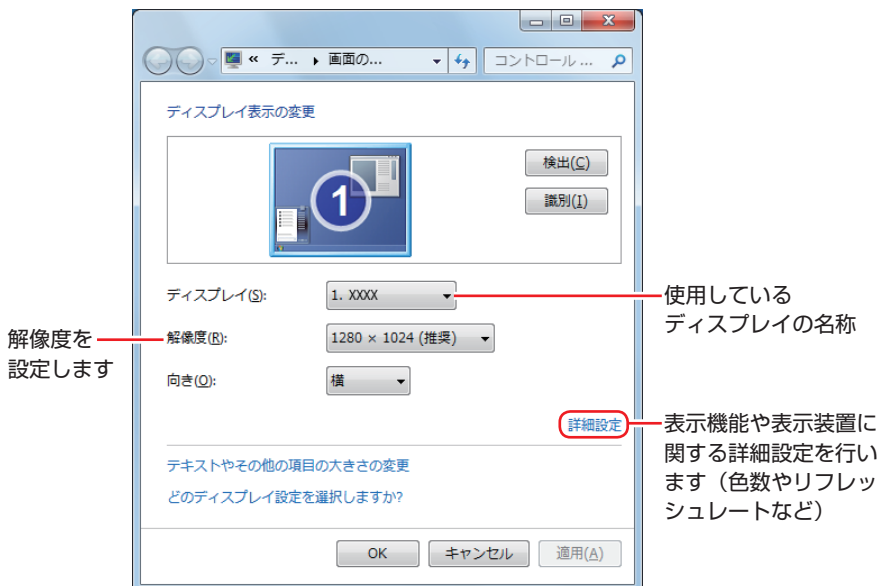 « デ... ▸ 画面の...
コントロール ...
ディスプレイ表示の変更
1
検出(C)
識別(I)
ディスプレイ(S):
1. XXXX
使用している
ディスプレイの名称
解像度を
設定します
解像度(R):
1280 × 1024 (推奨)
向き(O):
横
詳細設定
表示機能や表示装置に
関する詳細設定を行い
ます（色数やリフレッ
シュレートなど）
テキストやその他の項目の大きさの変更
どのディスプレイ設定を選択しますか?
OK
キャンセル
適用(A)